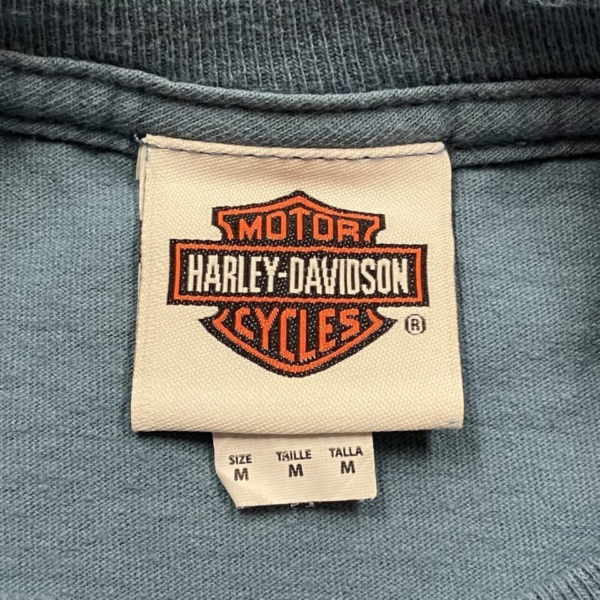 MOTOR
HARLEY-DAVIDSON
CYCLES
®
SIZE TAILLE TALLA
M M M